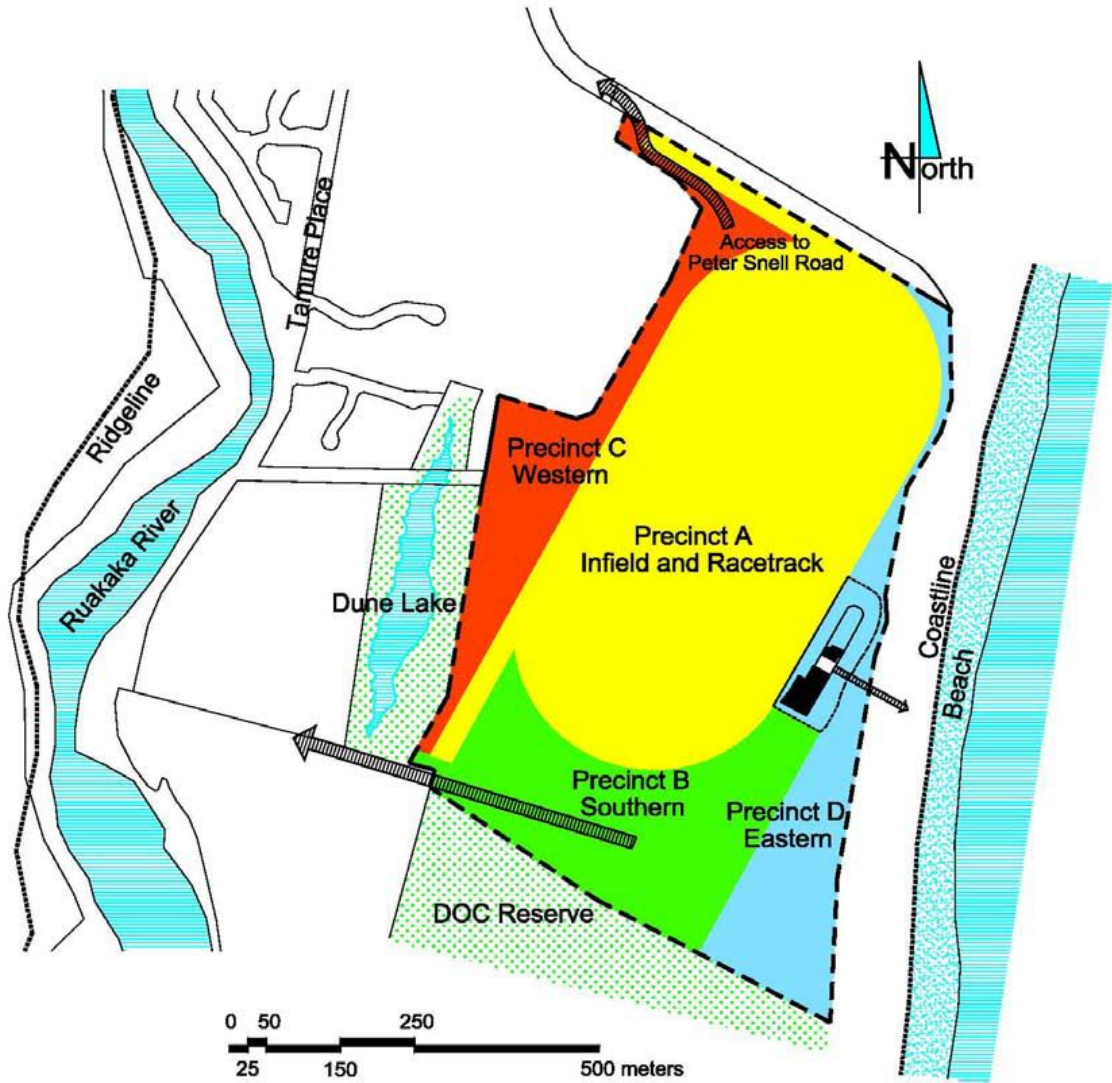 North
Tamure Place
Access to
Peter Snell Road
Ridgeline
Precinct C
Western
Ruakaka River
Precinct A
Infield and Racetrack
Dune Lake
Coastline
Beach
Precinct B
Southern
Precinct D
Eastern
DOC Reserve
0 50 250
25 150 500 meters